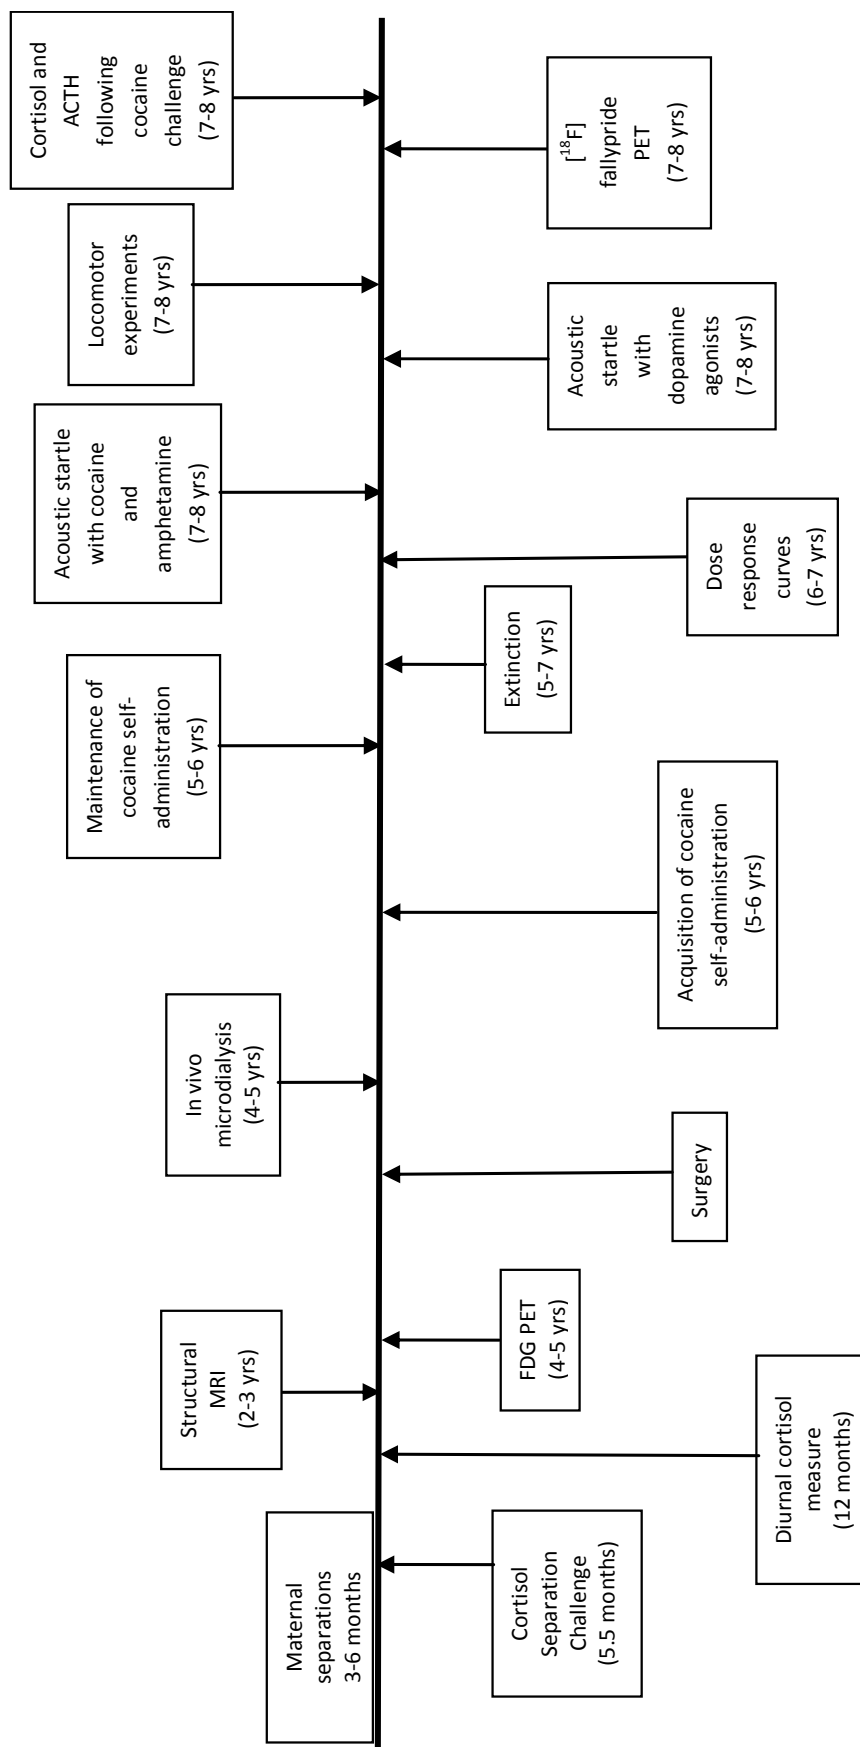 Maternal
separations
3-6 months
Cortisol
Separation
Challenge
(5.5 months)
Diurnal cortisol
measure
(12 months)
Structural
MRI
(2-3 yrs)
FDG PET
(4-5 yrs)
Surgery
In vivo
microdialysis
(4-5 yrs)
Acquisition of cocaine
self-administration
(5-6 yrs)
Maintenance of
cocaine self-
administration
(5-6 yrs)
Extinction
(5-7 yrs)
Dose
response
curves
(6-7 yrs)
Acoustic startle
with cocaine
and
amphetamine
(7-8 yrs)
Acoustic
startle
with
dopamine
agonists
(7-8 yrs)
Locomotor
experiments
(7-8 yrs)
[¹⁸F]
fallypride
PET
(7-8 yrs)
Cortisol and
ACTH
following
cocaine
challenge
(7-8 yrs)